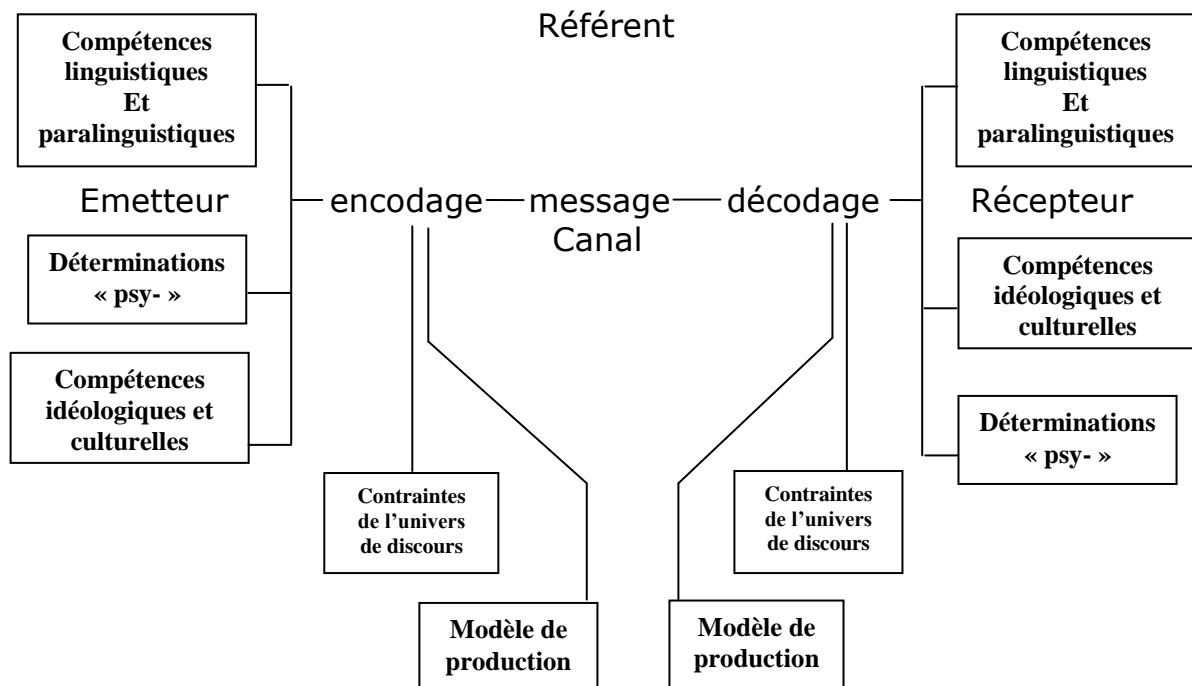 Référent
Compétences
linguistiques
Et
paralinguistiques
Compétences
linguistiques
Et
paralinguistiques
Emetteur
encodage
message
décodage
Récepteur
Canal
Déterminations
« psy- »
Compétences
idéologiques et
culturelles
Compétences
idéologiques et
culturelles
Déterminations
« psy- »
Contraintes
de l’univers
de discours
Contraintes
de l’univers
de discours
Modèle de
production
Modèle de
production